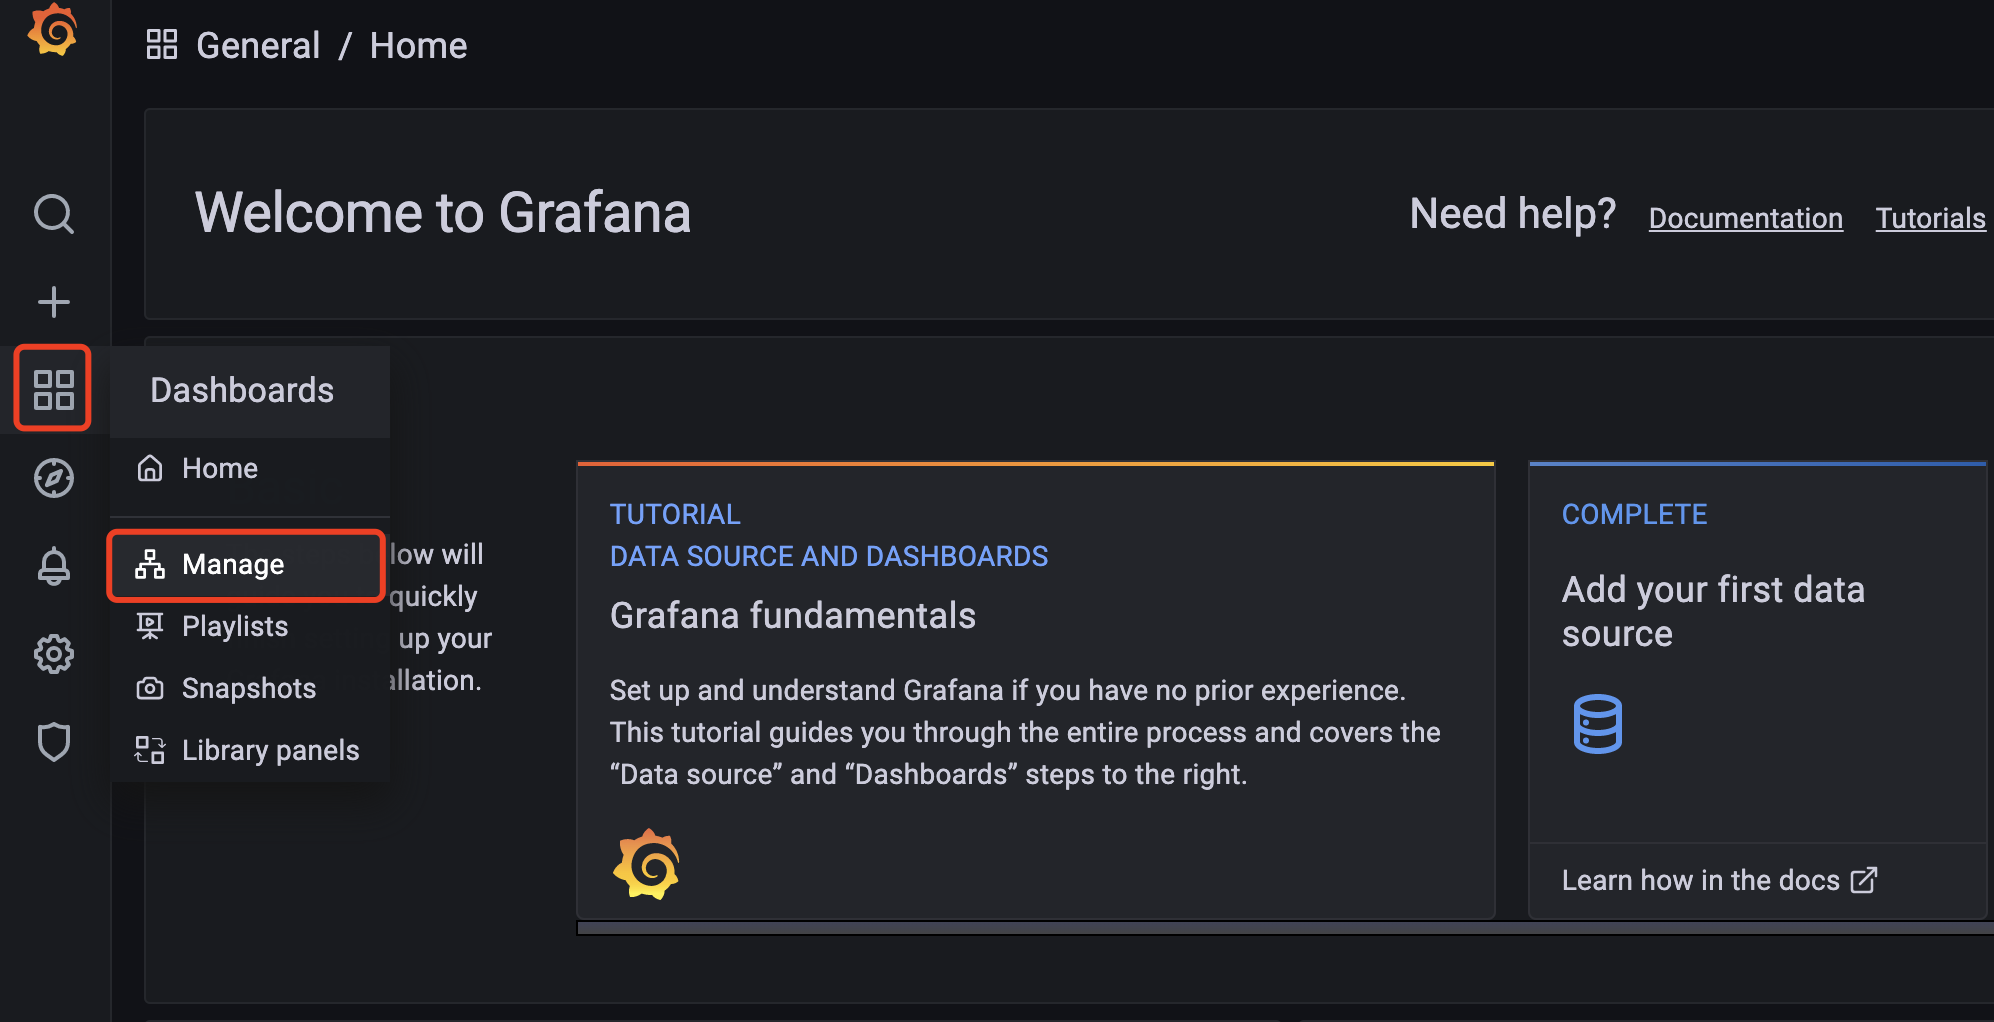 General / Home
Welcome to Grafana
Need help?
Documentation
Tutorials
Dashboards
Home
Manage
Playlists
Snapshots
Library panels
low will
quickly
up your
allation.
TUTORIAL
DATA SOURCE AND DASHBOARDS
Grafana fundamentals
Set up and understand Grafana if you have no prior experience.
This tutorial guides you through the entire process and covers the
“Data source” and “Dashboards” steps to the right.
COMPLETE
Add your first data
source
Learn how in the docs